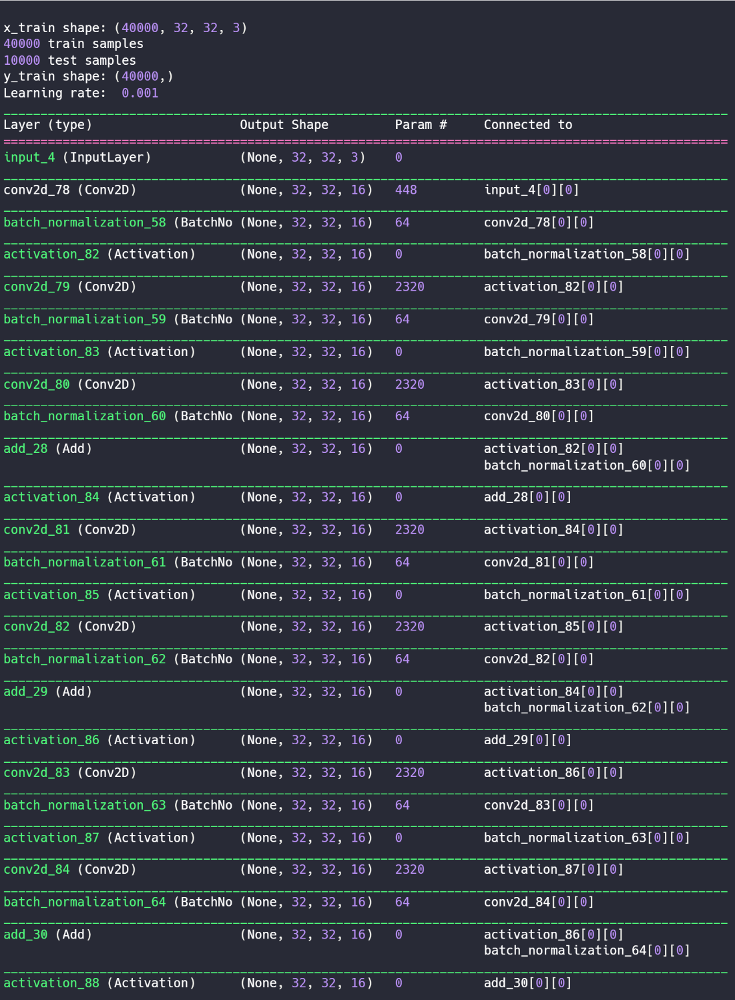 x_train shape: (40000, 32, 32, 3)
40000 train samples
10000 test samples
y_train shape: (40000,)
Learning rate:  0.001
__________________________________________________________________________________________________
Layer (type)                    Output Shape         Param #     Connected to
==================================================================================================
input_4 (InputLayer)            (None, 32, 32, 3)    0
__________________________________________________________________________________________________
conv2d_78 (Conv2D)              (None, 32, 32, 16)   448         input_4[0][0]
__________________________________________________________________________________________________
batch_normalization_58 (BatchNo (None, 32, 32, 16)   64          conv2d_78[0][0]
__________________________________________________________________________________________________
activation_82 (Activation)      (None, 32, 32, 16)   0           batch_normalization_58[0][0]
__________________________________________________________________________________________________
conv2d_79 (Conv2D)              (None, 32, 32, 16)   2320        activation_82[0][0]
__________________________________________________________________________________________________
batch_normalization_59 (BatchNo (None, 32, 32, 16)   64          conv2d_79[0][0]
__________________________________________________________________________________________________
activation_83 (Activation)      (None, 32, 32, 16)   0           batch_normalization_59[0][0]
__________________________________________________________________________________________________
conv2d_80 (Conv2D)              (None, 32, 32, 16)   2320        activation_83[0][0]
__________________________________________________________________________________________________
batch_normalization_60 (BatchNo (None, 32, 32, 16)   64          conv2d_80[0][0]
__________________________________________________________________________________________________
add_28 (Add)                    (None, 32, 32, 16)   0           activation_82[0][0]
                                                                 batch_normalization_60[0][0]
__________________________________________________________________________________________________
activation_84 (Activation)      (None, 32, 32, 16)   0           add_28[0][0]
__________________________________________________________________________________________________
conv2d_81 (Conv2D)              (None, 32, 32, 16)   2320        activation_84[0][0]
__________________________________________________________________________________________________
batch_normalization_61 (BatchNo (None, 32, 32, 16)   64          conv2d_81[0][0]
__________________________________________________________________________________________________
activation_85 (Activation)      (None, 32, 32, 16)   0           batch_normalization_61[0][0]
__________________________________________________________________________________________________
conv2d_82 (Conv2D)              (None, 32, 32, 16)   2320        activation_85[0][0]
__________________________________________________________________________________________________
batch_normalization_62 (BatchNo (None, 32, 32, 16)   64          conv2d_82[0][0]
__________________________________________________________________________________________________
add_29 (Add)                    (None, 32, 32, 16)   0           activation_84[0][0]
                                                                 batch_normalization_62[0][0]
__________________________________________________________________________________________________
activation_86 (Activation)      (None, 32, 32, 16)   0           add_29[0][0]
__________________________________________________________________________________________________
conv2d_83 (Conv2D)              (None, 32, 32, 16)   2320        activation_86[0][0]
__________________________________________________________________________________________________
batch_normalization_63 (BatchNo (None, 32, 32, 16)   64          conv2d_83[0][0]
__________________________________________________________________________________________________
activation_87 (Activation)      (None, 32, 32, 16)   0           batch_normalization_63[0][0]
__________________________________________________________________________________________________
conv2d_84 (Conv2D)              (None, 32, 32, 16)   2320        activation_87[0][0]
__________________________________________________________________________________________________
batch_normalization_64 (BatchNo (None, 32, 32, 16)   64          conv2d_84[0][0]
__________________________________________________________________________________________________
add_30 (Add)                    (None, 32, 32, 16)   0           activation_86[0][0]
                                                                 batch_normalization_64[0][0]
__________________________________________________________________________________________________
activation_88 (Activation)      (None, 32, 32, 16)   0           add_30[0][0]